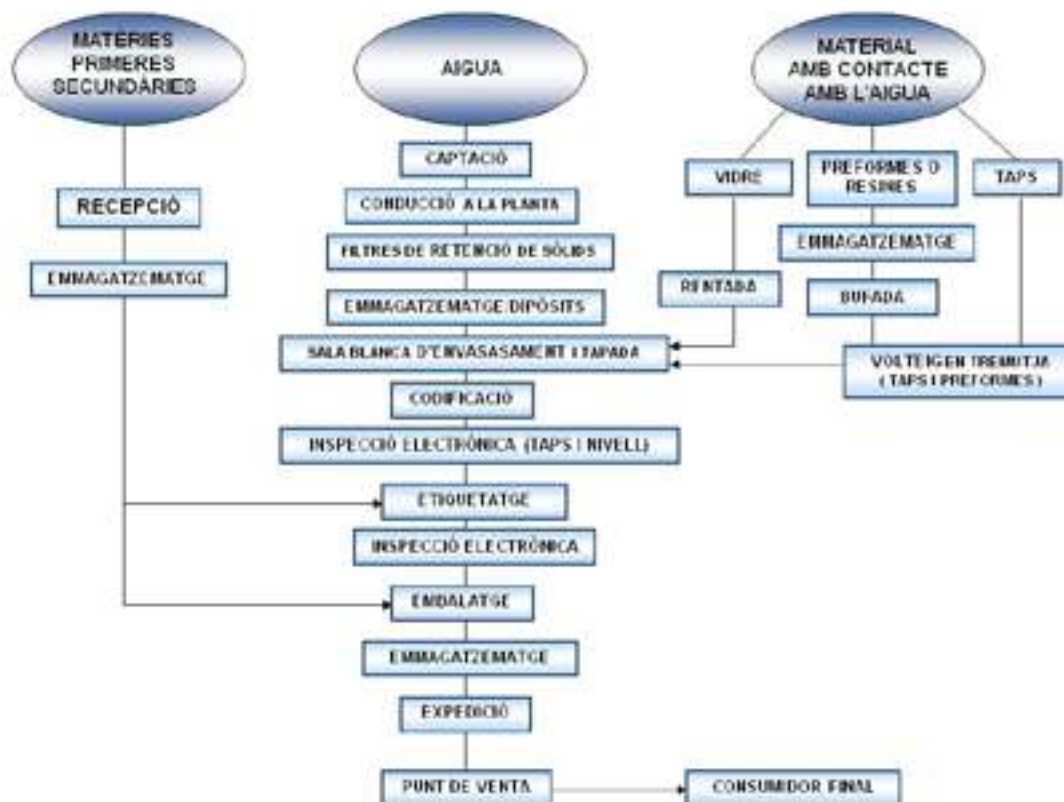 MATÈRIES
PRIMERES
SECUNDÀRIES
RECEPCIÓ
EMMAGATZEMATGE
AIGUA
CAPTACIÓ
CONDUCCIÓ A LA PLANTA
FILTRES DE RETENCIÓ DE SÒLIDS
EMMAGATZEMATGE DIPÒSITS
SALA BLANCA D'ENVASASAMENT I TAPADA
CODIFICACIÓ
INSPECCIÓ ELECTRÒNICA (TAPS I NIVELL)
ETIQUETATGE
INSPECCIÓ ELECTRÒNICA
EMBALATGE
EMMAGATZEMATGE
EXPEDICIÓ
PUNT DE VENTA
CONSUMIDOR FINAL
MATERIAL
AMB CONTACTE
AMB L'AIGUA
VIDRE
RENTADA
PREFORMES O
RESINES
EMMAGATZEMATGE
BUFADA
TAPS
VOLTEIG EN TREMUTJA
( TAPS I PREFORMES )